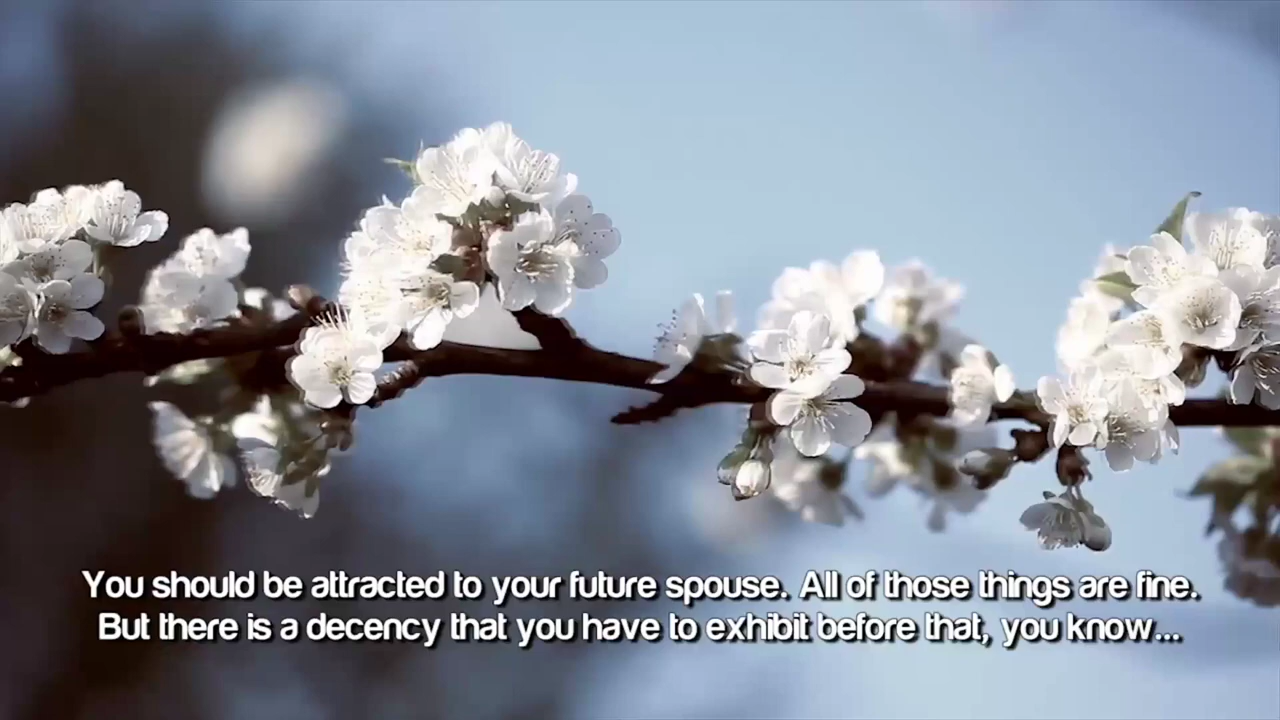 You should be attracted to your future spouse. All of those things are fine.
But there is a decency that you have to exhibit before that, you know...